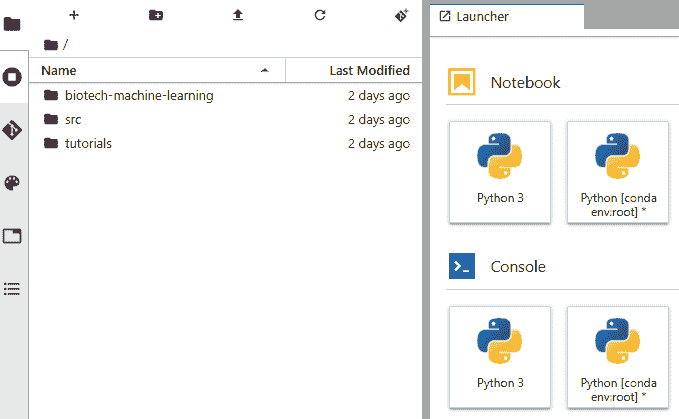 Launcher
/
Name Last Modified
biotech-machine-learning 2 days ago
src 2 days ago
tutorials 2 days ago
Notebook
Python 3
Python [conda
env:root] *
Console
Python 3
Python [conda
env:root] *